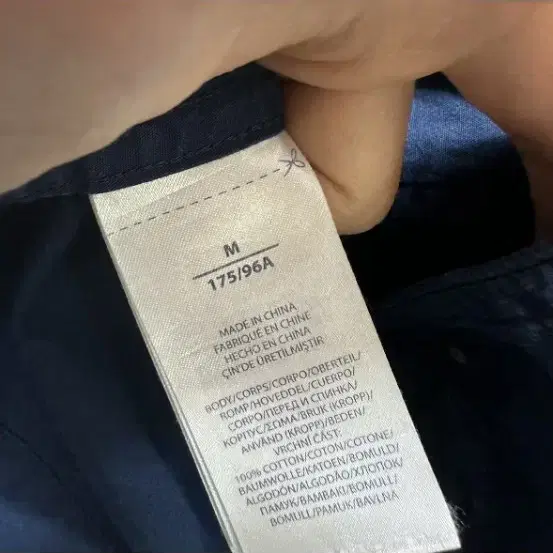 M
175/96A
MADE IN CHINA
FABRIQUÉ EN CHINE
HECHO EN CHINA
ÇİN'DE ÜRETİLMİŞTİR
BODY/CORPS/CORPO/OBERTEIL/
ROMP/HOVEDDEL/CUERPO/
CORPO/ПЕРЕД И СПИНКА/
KOPПУС/ΣΩΜΑ/BRUK (KROPP)/
ANVÄND (KROPP)/BEDEN/
VRCHNÍ ČÁST:
100% COTTON/COTON/COTONE/
BAUMWOLLE/KATOEN/BOMULD/
ALGODÓN/ALGODÃO/ХЛОПОК/
ПАМУК/BAMBAKI/BOMULL/
BOMULL/PAMUK/BAVLNA